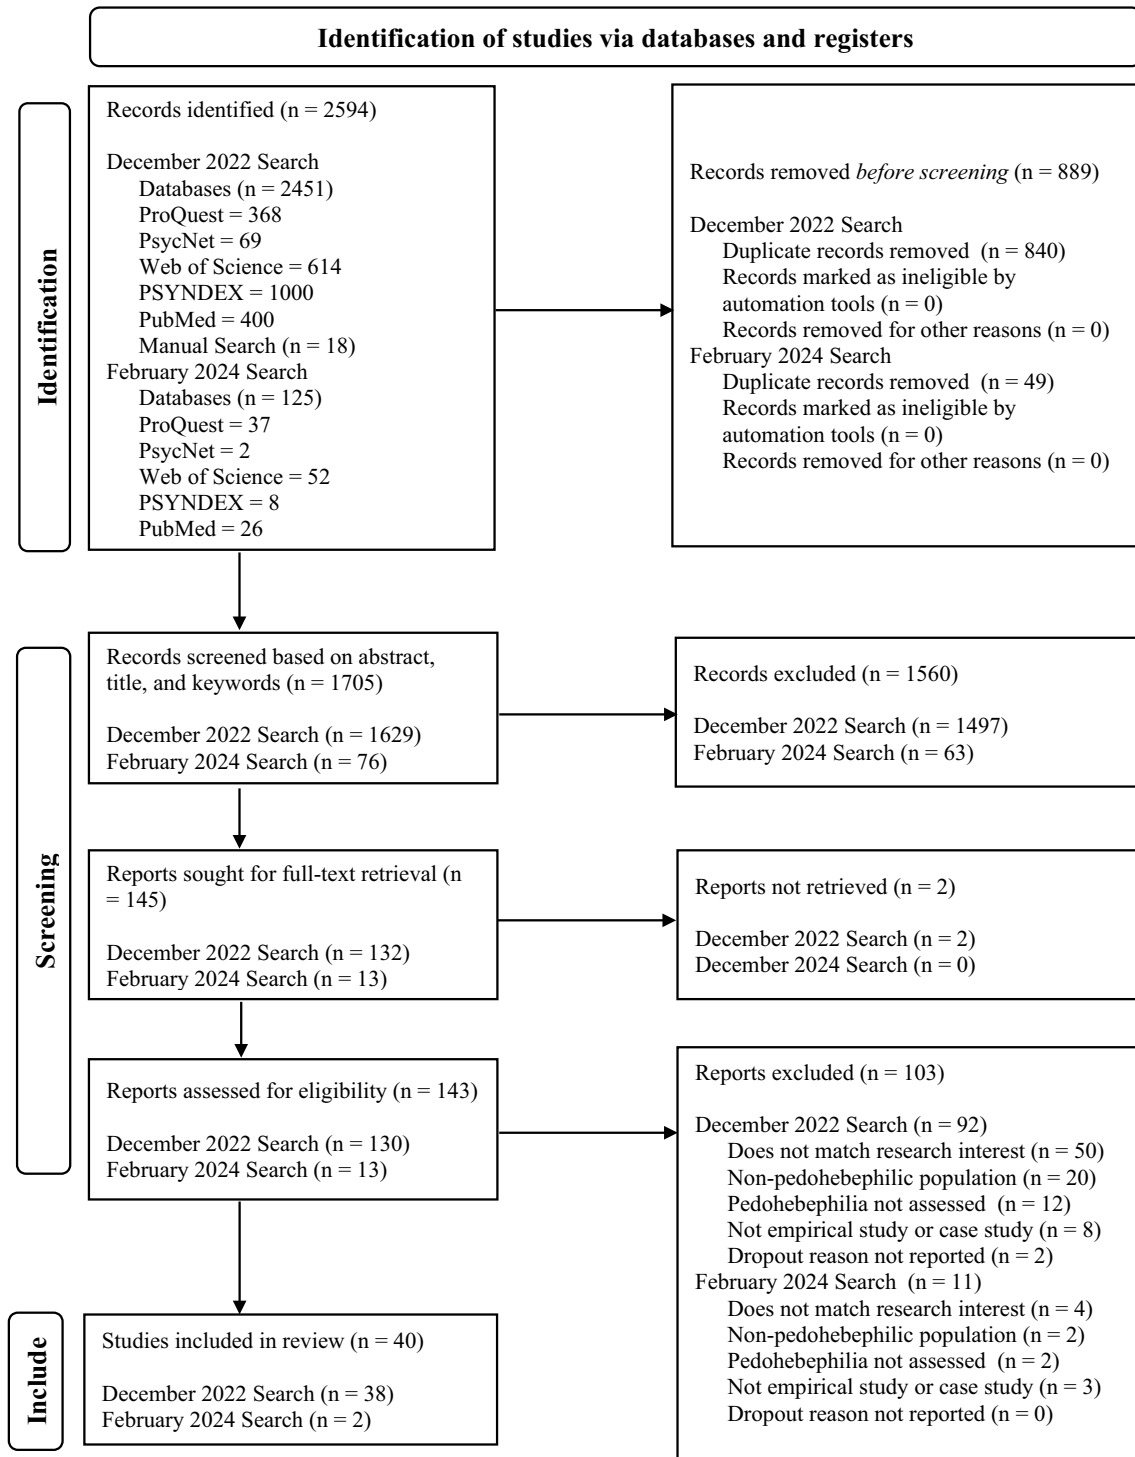 Identification of studies via databases and registers
Identification
Records identified (n = 2594)
December 2022 Search
Databases (n = 2451)
ProQuest = 368
PsycNet = 69
Web of Science = 614
PSYNDEX = 1000
PubMed = 400
Manual Search (n = 18)
February 2024 Search
Databases (n = 125)
ProQuest = 37
PsycNet = 2
Web of Science = 52
PSYNDEX = 8
PubMed = 26
Records removed before screening (n = 889)
December 2022 Search
Duplicate records removed (n = 840)
Records marked as ineligible by
automation tools (n = 0)
Records removed for other reasons (n = 0)
February 2024 Search
Duplicate records removed (n = 49)
Records marked as ineligible by
automation tools (n = 0)
Records removed for other reasons (n = 0)
Screening
Records screened based on abstract,
title, and keywords (n = 1705)
December 2022 Search (n = 1629)
February 2024 Search (n = 76)
Records excluded (n = 1560)
December 2022 Search (n = 1497)
February 2024 Search (n = 63)
Reports sought for full-text retrieval (n
= 145)
December 2022 Search (n = 132)
February 2024 Search (n = 13)
Reports not retrieved (n = 2)
December 2022 Search (n = 2)
December 2024 Search (n = 0)
Reports assessed for eligibility (n = 143)
December 2022 Search (n = 130)
February 2024 Search (n = 13)
Reports excluded (n = 103)
December 2022 Search (n = 92)
Does not match research interest (n = 50)
Non-pedohebephilic population (n = 20)
Pedohebephilia not assessed (n = 12)
Not empirical study or case study (n = 8)
Dropout reason not reported (n = 2)
February 2024 Search (n = 11)
Does not match research interest (n = 4)
Non-pedohebephilic population (n = 2)
Pedohebephilia not assessed (n = 2)
Not empirical study or case study (n = 3)
Dropout reason not reported (n = 0)
Include
Studies included in review (n = 40)
December 2022 Search (n = 38)
February 2024 Search (n = 2)